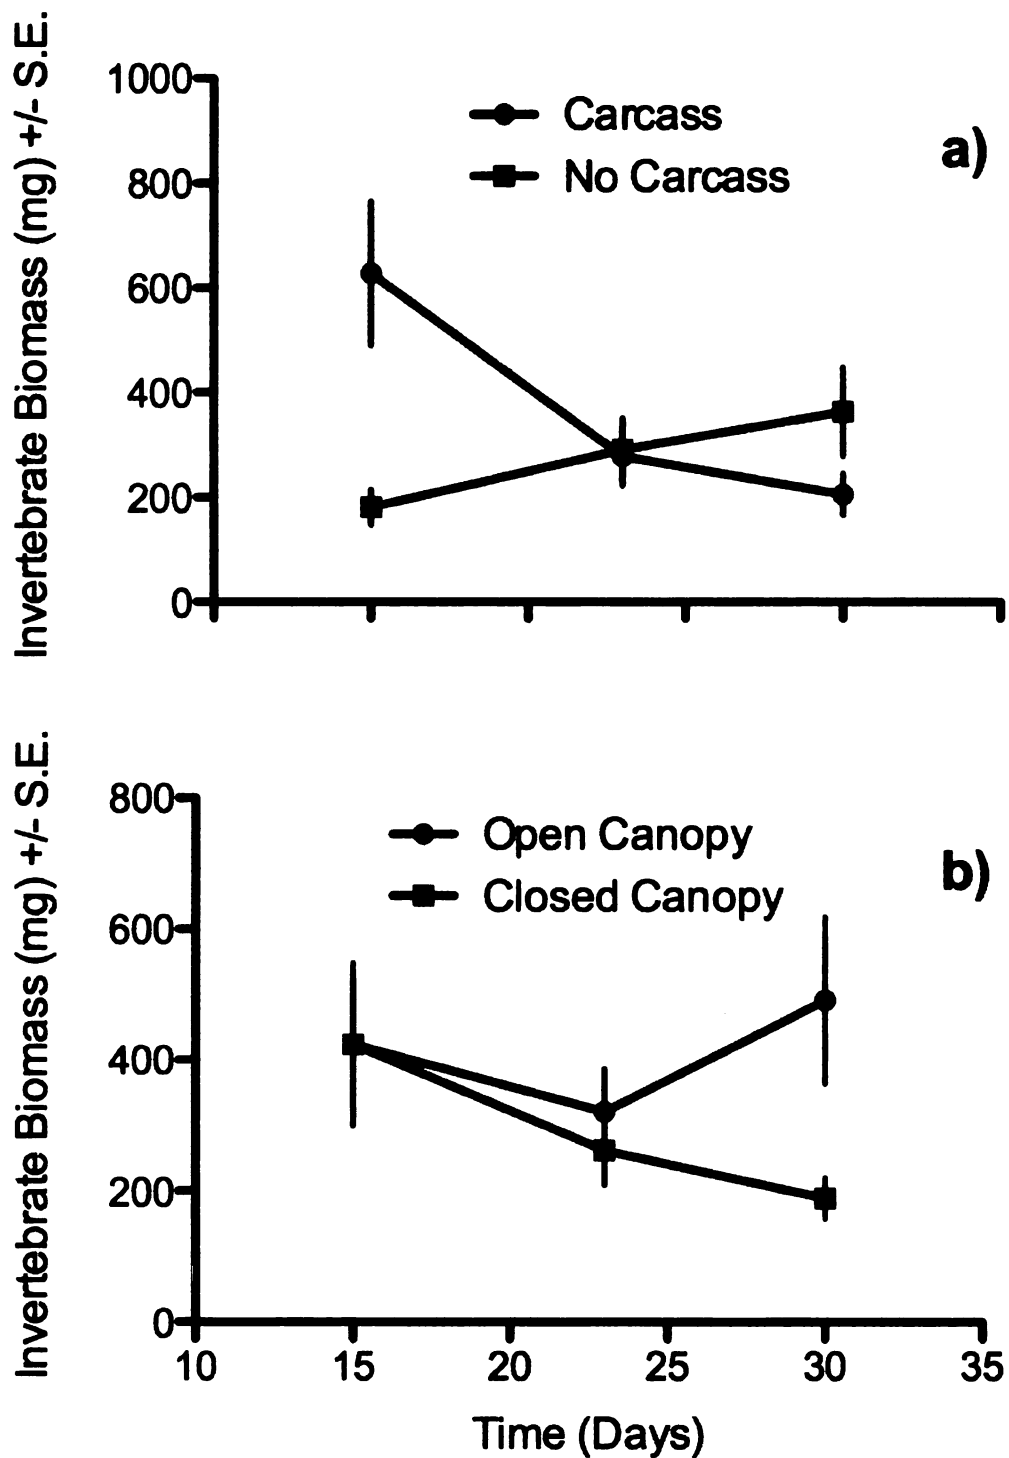 Invertebrate Biomass (mg) +/- S.E.
1000
800
600
400
200
0
Carcass
No Carcass
a)
Invertebrate Biomass (mg) +/- S.E.
800
600
400
200
0
Open Canopy
Closed Canopy
b)
10 15 20 25 30 35
Time (Days)